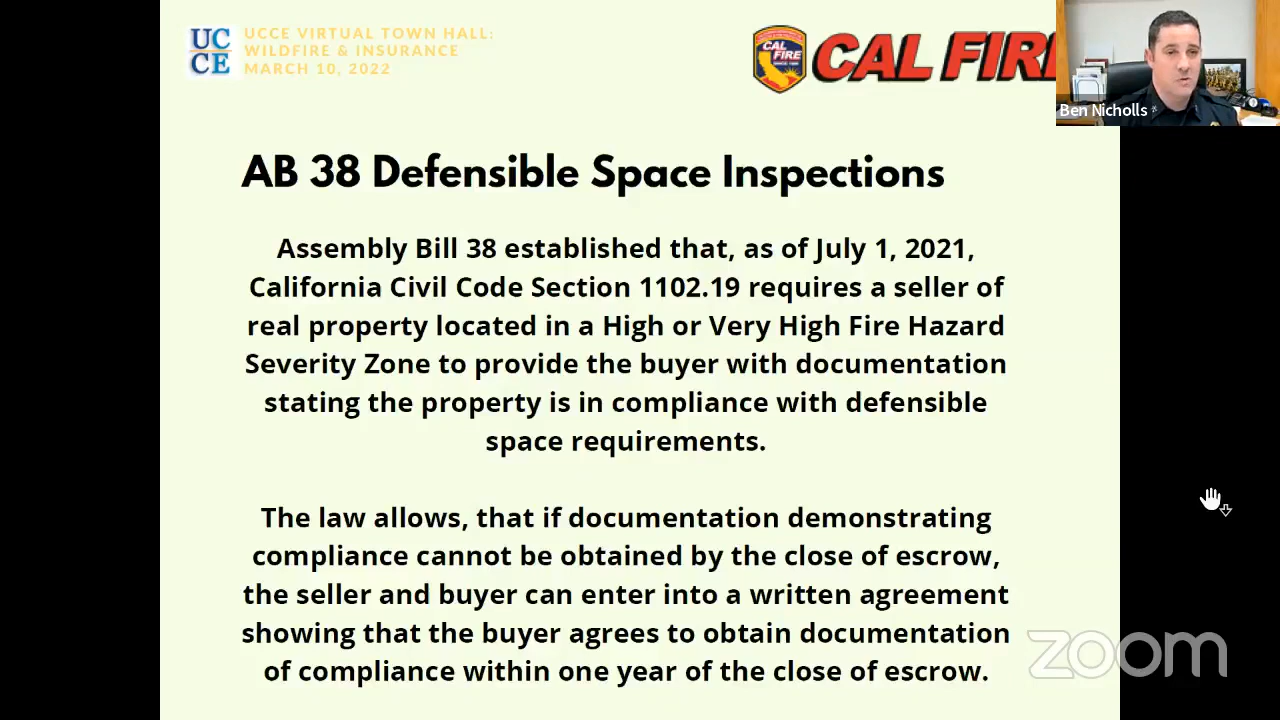 UC
CE
UCCE VIRTUAL TOWN HALL:
WILDFIRE & INSURANCE
MARCH 10, 2022
CAL
FIRE
CAL FIRE
Ben Nicholls
AB 38 Defensible Space Inspections
Assembly Bill 38 established that, as of July 1, 2021,
California Civil Code Section 1102.19 requires a seller of
real property located in a High or Very High Fire Hazard
Severity Zone to provide the buyer with documentation
stating the property is in compliance with defensible
space requirements.
The law allows, that if documentation demonstrating
compliance cannot be obtained by the close of escrow,
the seller and buyer can enter into a written agreement
showing that the buyer agrees to obtain documentation
of compliance within one year of the close of escrow.
zoom